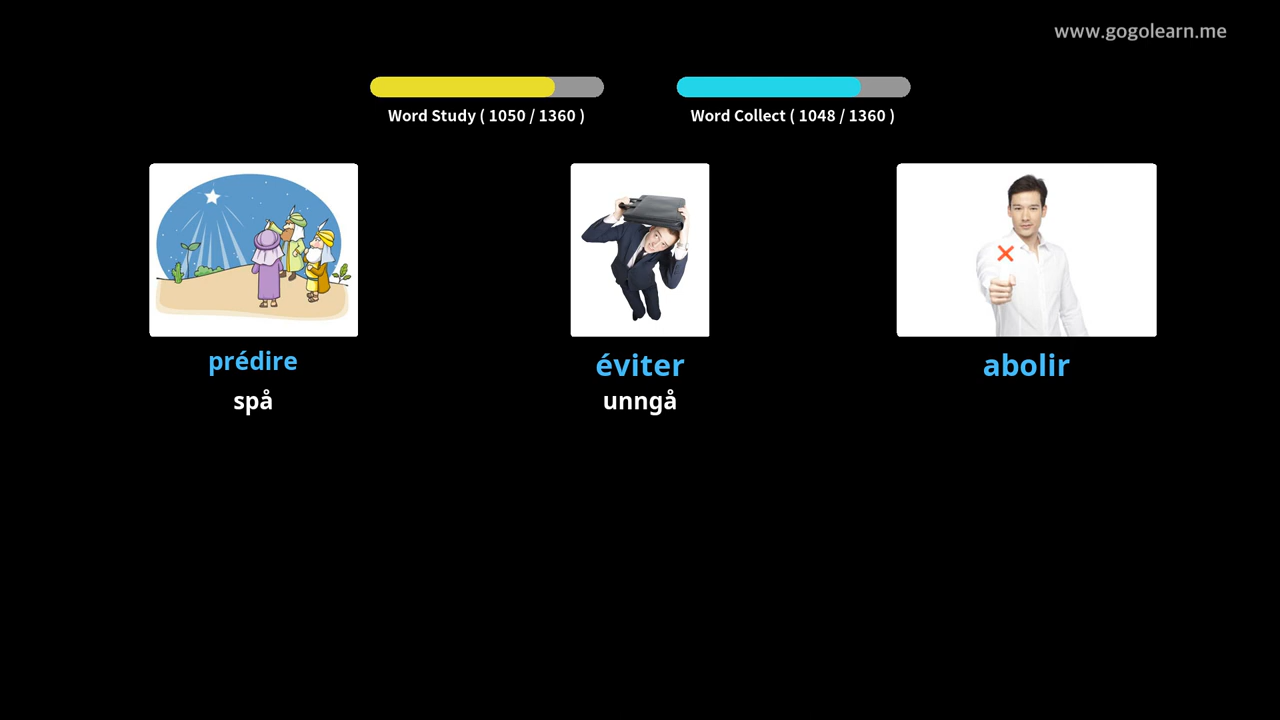 www.gogolearn.me
Word Study ( 1050 / 1360 )
Word Collect ( 1048 / 1360 )
prédire
spå
éviter
unngå
abolir